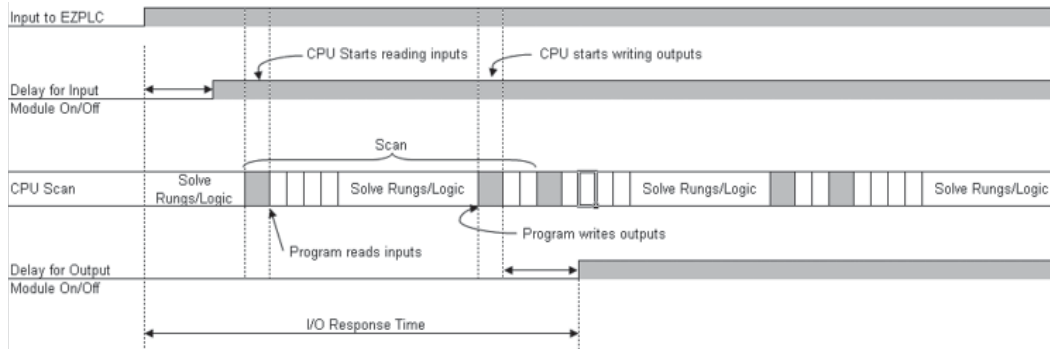 Input to EZPLC
CPU Starts reading inputs
CPU starts writing outputs
Delay for Input
Module On/Off
Scan
CPU Scan
Solve
Rungs/Logic
Solve Rungs/Logic
Solve Rungs/Logic
Solve Rungs/Logic
Program reads inputs
Program writes outputs
Delay for Output
Module On/Off
I/O Response Time